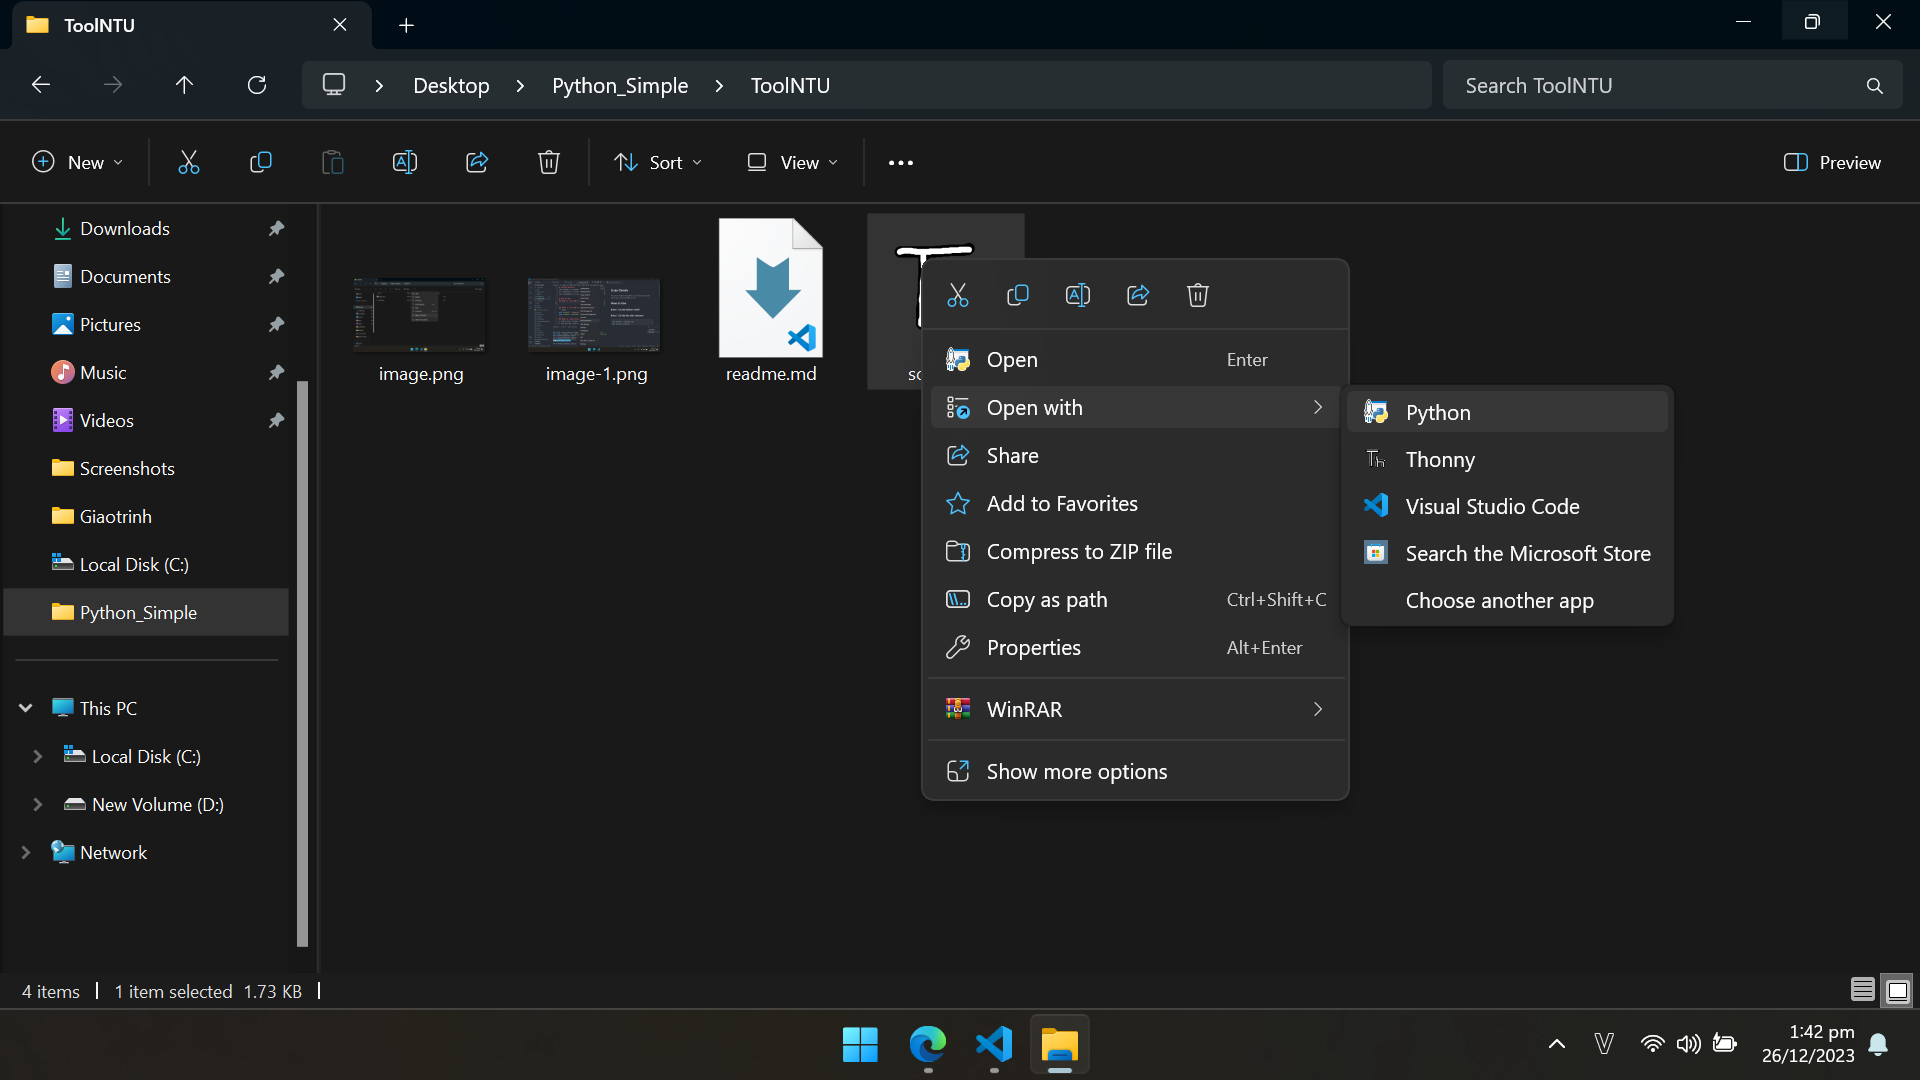 ToolNTU
Desktop
Python_Simple
ToolNTU
Search ToolNTU
New
Sort
View
Preview
Downloads
Documents
Pictures
Music
Videos
Screenshots
Giaotrinh
Local Disk (C:)
Python_Simple
This PC
Local Disk (C:)
New Volume (D:)
Network
image.png
image-1.png
readme.md
Open Enter
Open with
Share
Add to Favorites
Compress to ZIP file
Copy as path Ctrl+Shift+C
Properties Alt+Enter
WinRAR
Show more options
Python
Thonny
Visual Studio Code
Search the Microsoft Store
Choose another app
4 items
1 item selected 1.73 KB
1:42 pm
26/12/2023